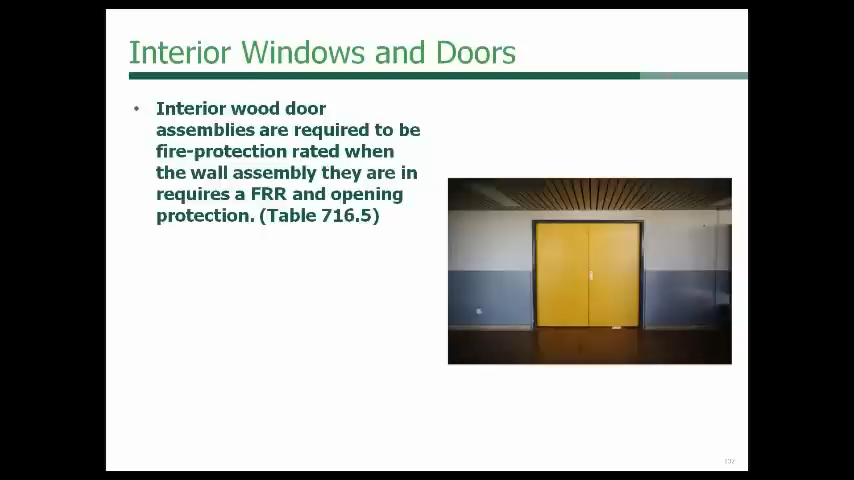 Interior Windows and Doors
• Interior wood door
assemblies are required to be
fire-protection rated when
the wall assembly they are in
requires a FRR and opening
protection. (Table 716.5)